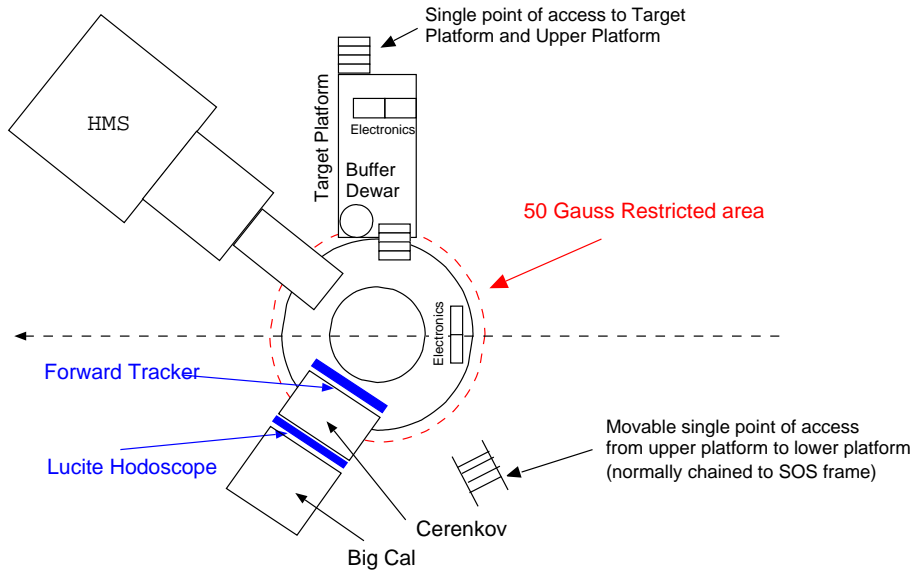 Single point of access to Target
Platform and Upper Platform
HMS
Target Platform
Electronics
Buffer
Dewar
50 Gauss Restricted area
Electronics
Forward Tracker
Lucite Hodoscope
Movable single point of access
from upper platform to lower platform
(normally chained to SOS frame)
Cerenkov
Big Cal